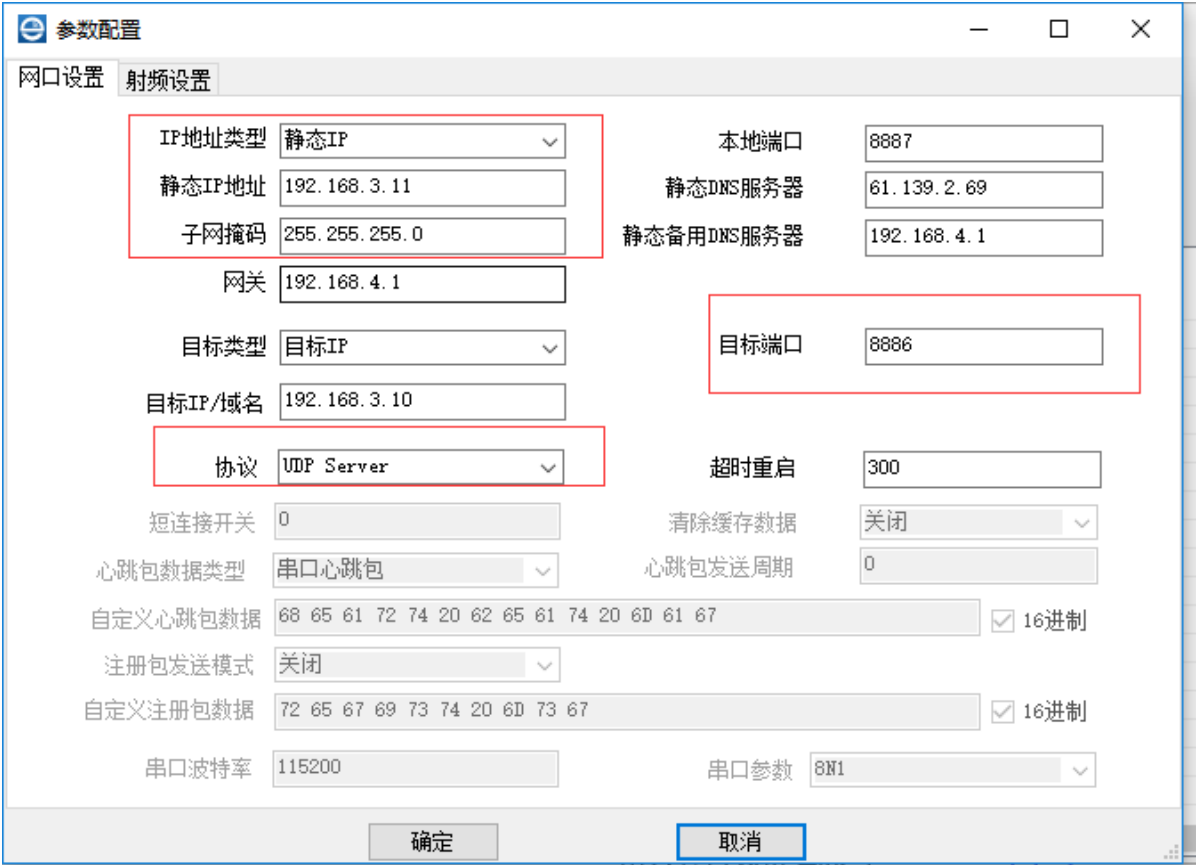 参数配置
网口设置 射频设置
IP地址类型 静态IP 本地端口 8887
静态IP地址 192.168.3.11 静态DNS服务器 61.139.2.69
子网掩码 255.255.255.0 静态备用DNS服务器 192.168.4.1
网关 192.168.4.1
目标类型 目标IP 目标端口 8886
目标IP/域名 192.168.3.10
协议 UDP Server 超时重启 300
短连接开关 0 清除缓存数据 关闭
心跳包数据类型 串口心跳包 心跳包发送周期 0
自定义心跳包数据 68 65 61 72 74 20 62 65 61 74 20 6D 61 67 16进制
注册包发送模式 关闭
自定义注册包数据 72 65 67 69 73 74 20 6D 73 67 16进制
串口波特率 115200 串口参数 8N1
确定 取消